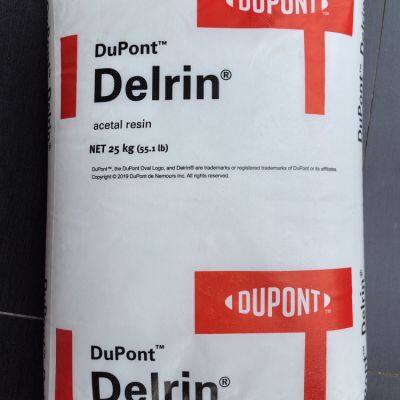 DUPONT
DuPont™
Delrin®
acetal resin
NET 25 kg (55.1 lb)
DuPont™, the DuPont Oval Logo, and Delrin® are trademarks or registered trademarks of DuPont or its affiliates.
Copyright © 2019 DuPont de Nemours Inc. All rights reserved.
DUPONT
DuPont™
Delrin®